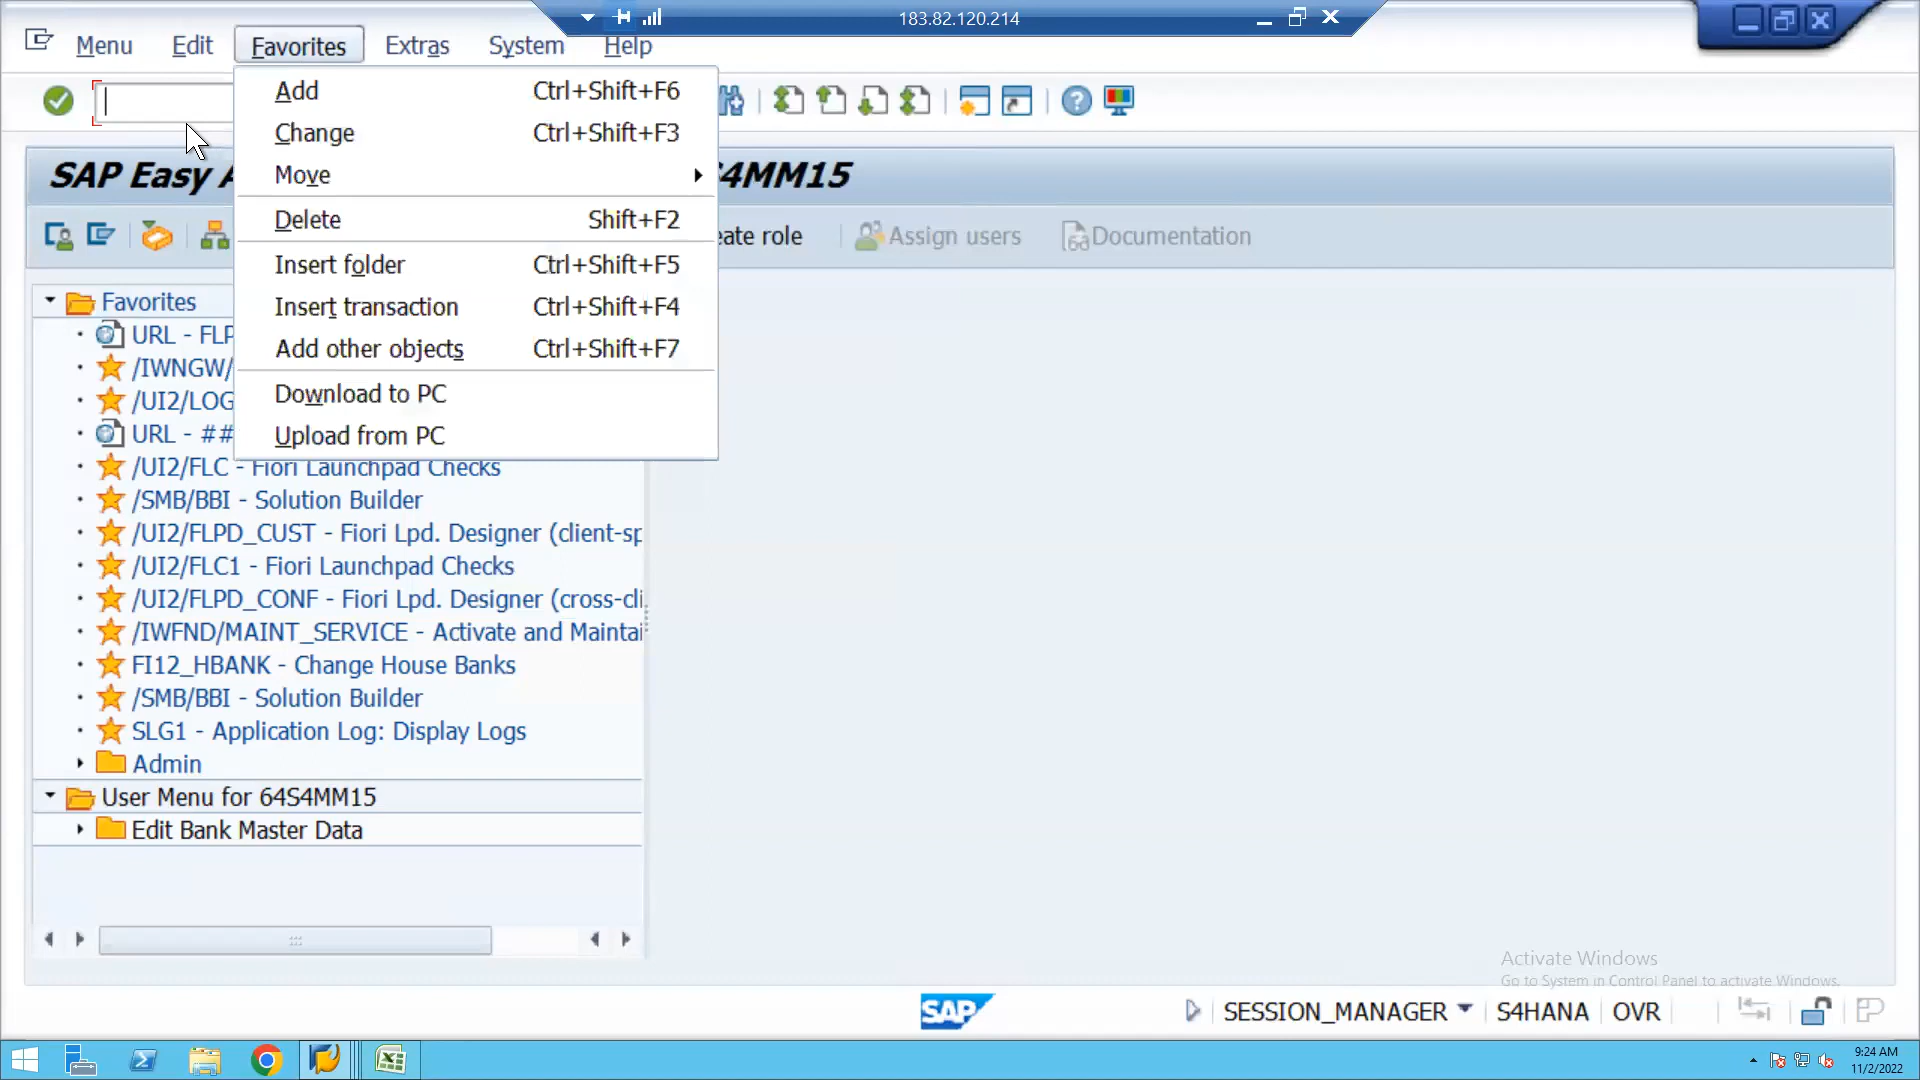 183.82.120.214
Menu Edit Favorites Extras System Help
Add Ctrl+Shift+F6
Change Ctrl+Shift+F3
Move
Delete Shift+F2
Insert folder Ctrl+Shift+F5
Insert transaction Ctrl+Shift+F4
Add other objects Ctrl+Shift+F7
Download to PC
Upload from PC
SAP Easy A 64MM15
eate role Assign users Documentation
Favorites
URL - FLP
/IWNGW/
/UI2/LOG
URL - ##
/UI2/FLC - Fiori Launchpad Checks
/SMB/BBI - Solution Builder
/UI2/FLPD_CUST - Fiori Lpd. Designer (client-sp
/UI2/FLC1 - Fiori Launchpad Checks
/UI2/FLPD_CONF - Fiori Lpd. Designer (cross-cli
/IWFND/MAINT_SERVICE - Activate and Maintai
FI12_HBANK - Change House Banks
/SMB/BBI - Solution Builder
SLG1 - Application Log: Display Logs
Admin
User Menu for 64S4MM15
Edit Bank Master Data
Activate Windows
Go to System in Control Panel to activate Windows.
SAP SESSION_MANAGER S4HANA OVR
9:24 AM
11/2/2022